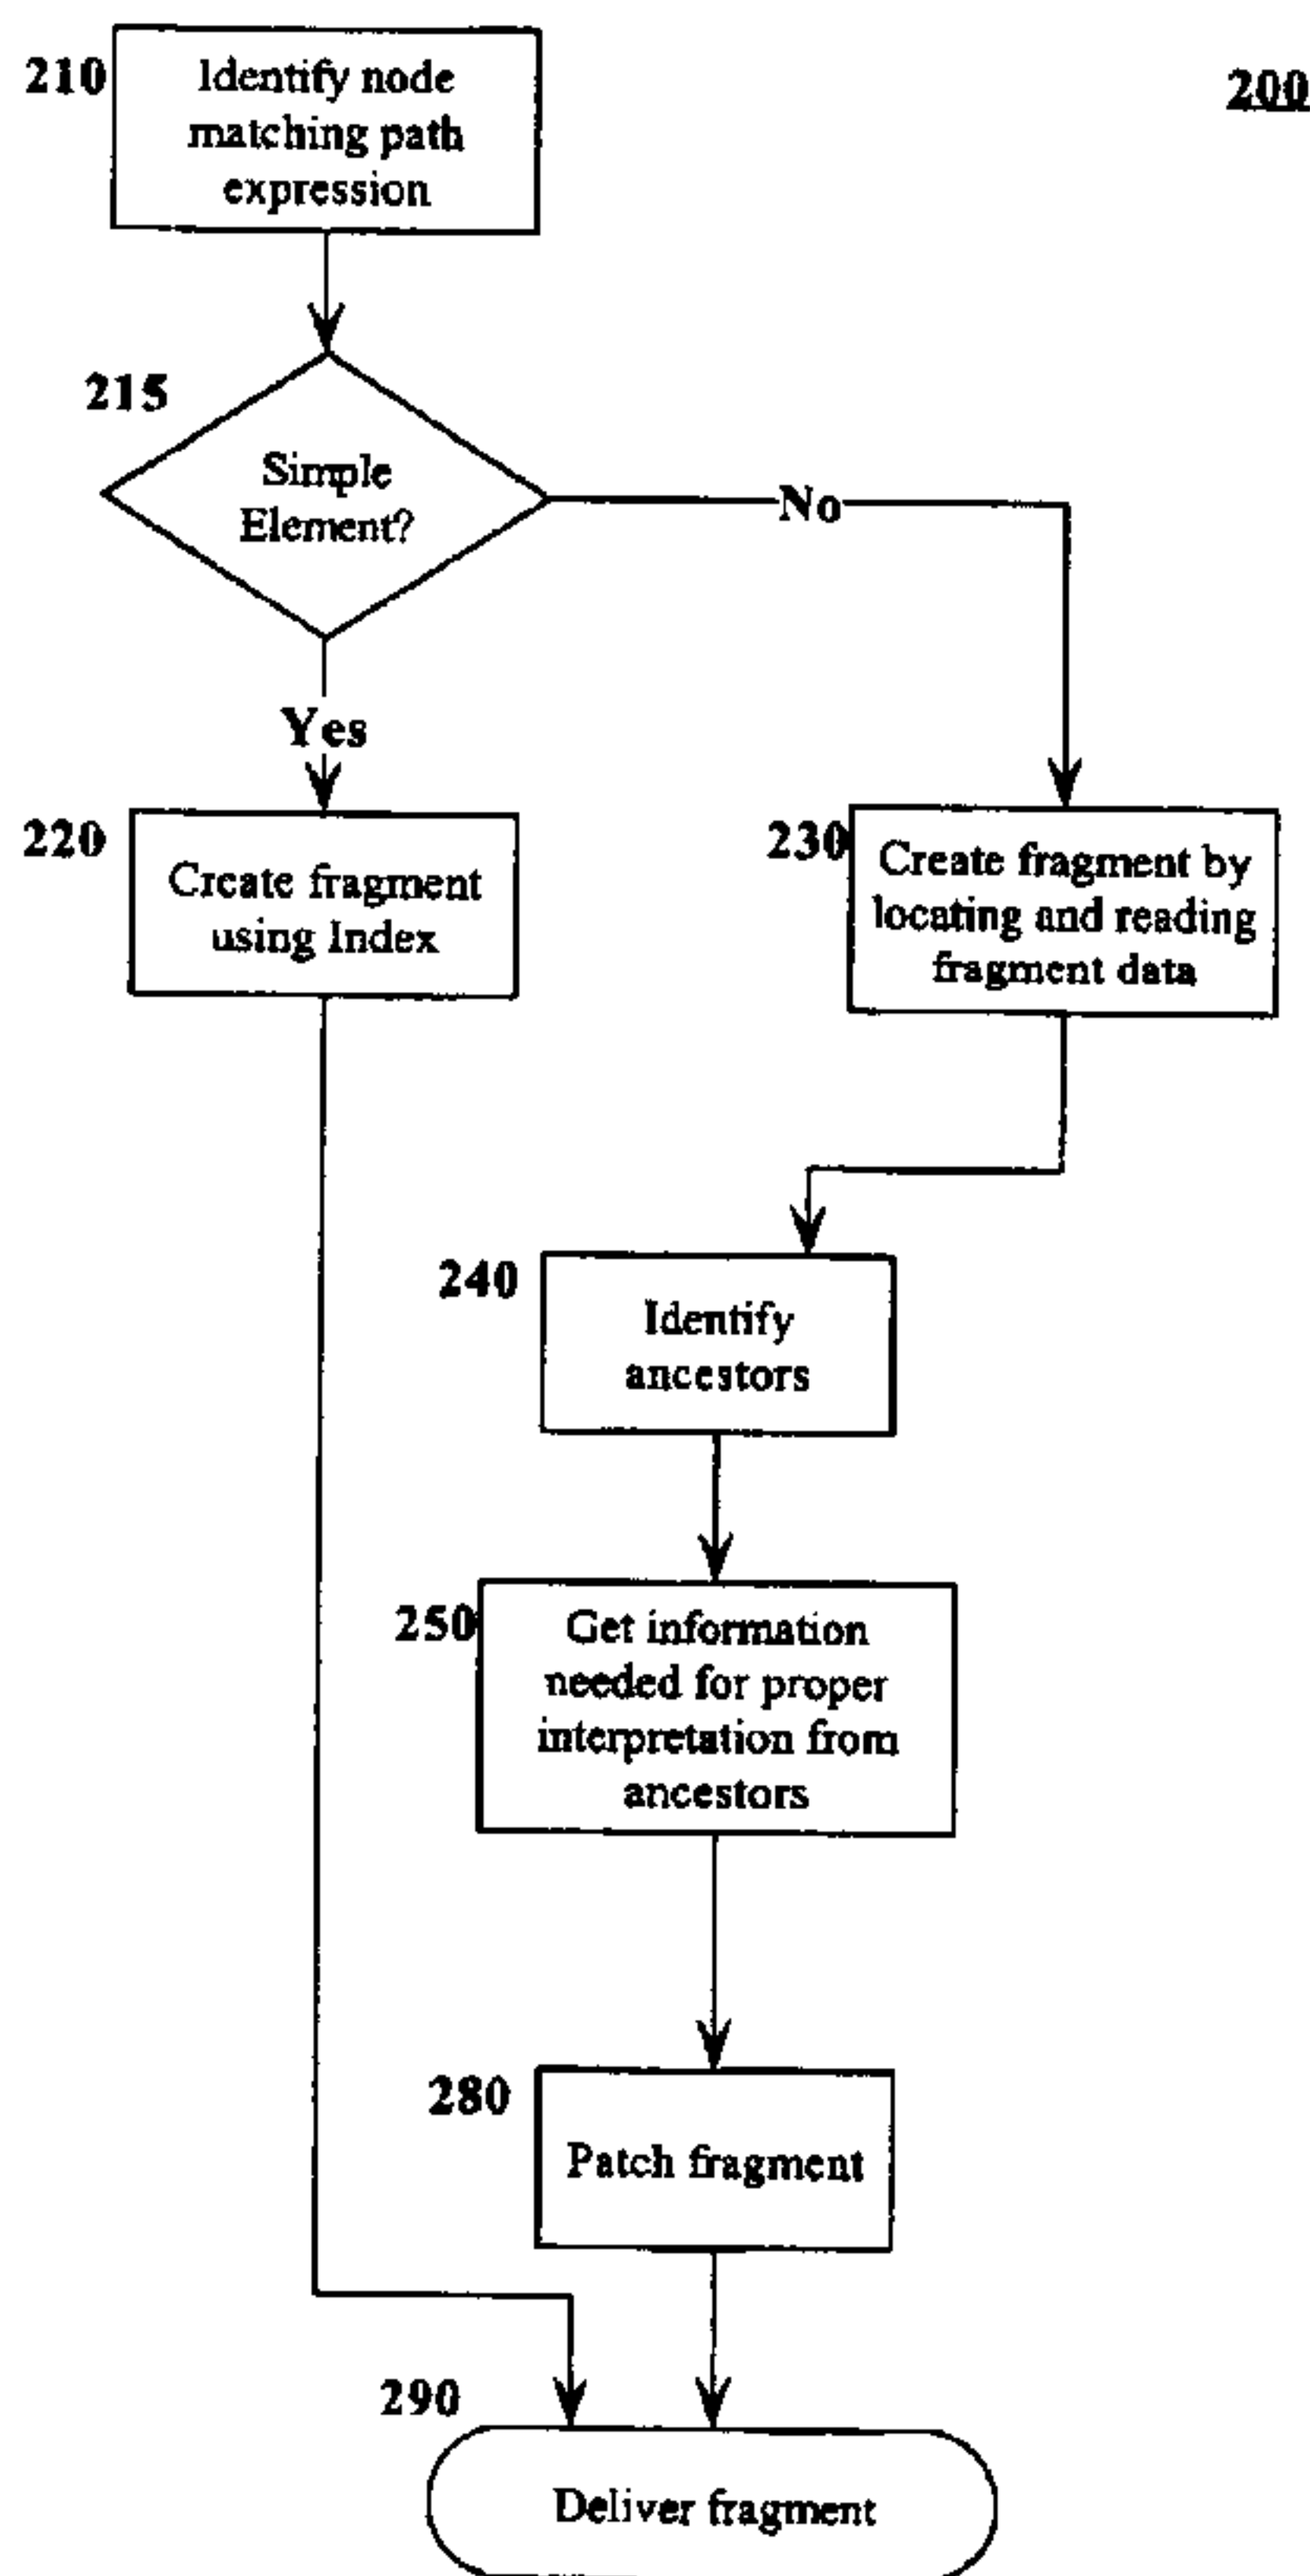 200
210
Identify node
matching path
expression
215
Simple
Element?
No
Yes
220
Create fragment
using Index
230
Create fragment by
locating and reading
fragment data
240
Identify
ancestors
250
Get information
needed for proper
interpretation from
ancestors
280
Patch fragment
290
Deliver fragment